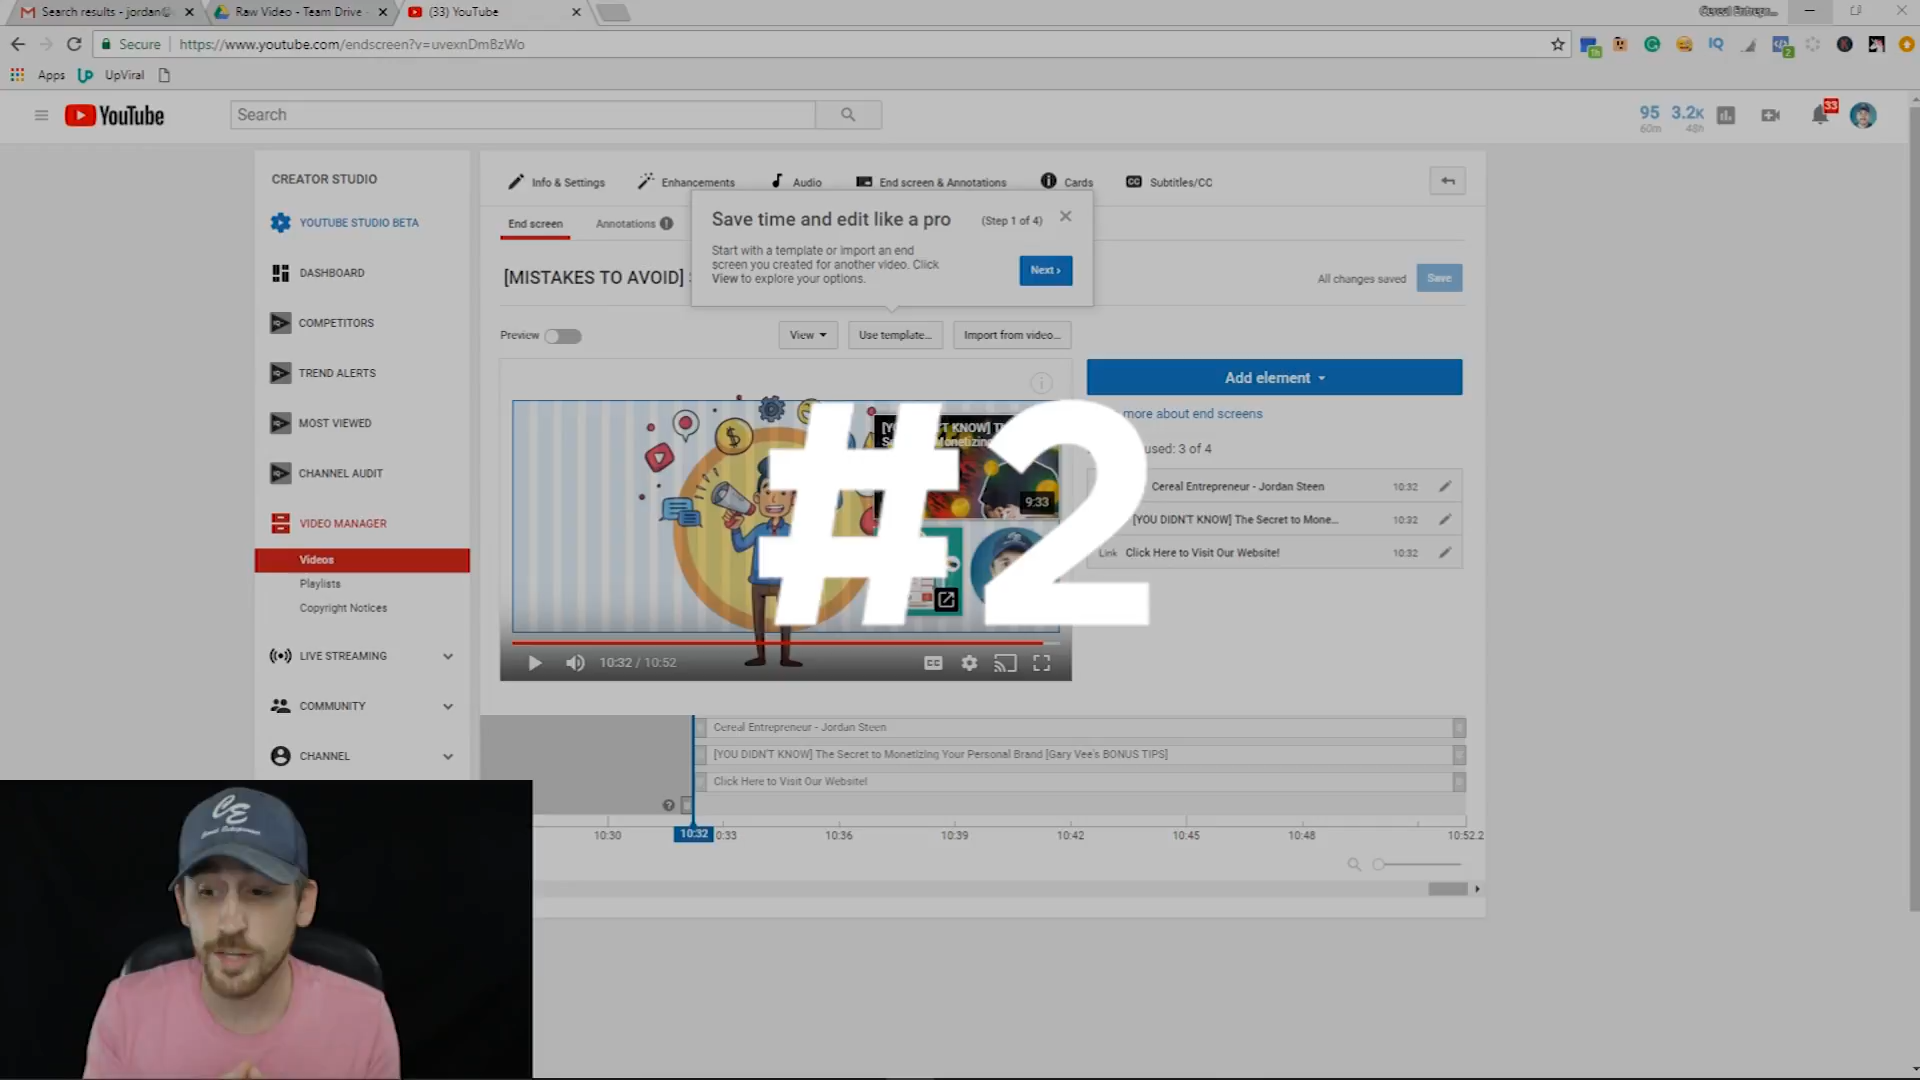 Search results - jordan@
Raw Video - Team Drive
(33) YouTube
Secure
https://www.youtube.com/endscreen?v=uvexnDmBzWo
Apps
UpViral
YouTube
Search
95
60m
3.2K
48h
33
CREATOR STUDIO
YOUTUBE STUDIO BETA
DASHBOARD
COMPETITORS
TREND ALERTS
MOST VIEWED
CHANNEL AUDIT
VIDEO MANAGER
Videos
Playlists
Copyright Notices
LIVE STREAMING
COMMUNITY
CHANNEL
Info & Settings
Enhancements
Audio
End screen & Annotations
Cards
CC
Subtitles/CC
End screen
Annotations
Save time and edit like a pro
(Step 1 of 4)
Start with a template or import an end
screen you created for another video. Click
View to explore your options.
Next ›
[MISTAKES TO AVOID]
All changes saved
Save
Preview
View
Use template...
Import from video...
Add element
more about end screens
used: 3 of 4
Cereal Entrepreneur - Jordan Steen
10:32
[YOU DIDN'T KNOW] The Secret to Mone...
10:32
Link
Click Here to Visit Our Website!
10:32
9:33
#2
10:32 / 10:52
CC
Cereal Entrepreneur - Jordan Steen
[YOU DIDN'T KNOW] The Secret to Monetizing Your Personal Brand [Gary Vee's BONUS TIPS]
Click Here to Visit Our Website!
10:30
10:32
0:33
10:36
10:39
10:42
10:45
10:48
10:52.2
CE